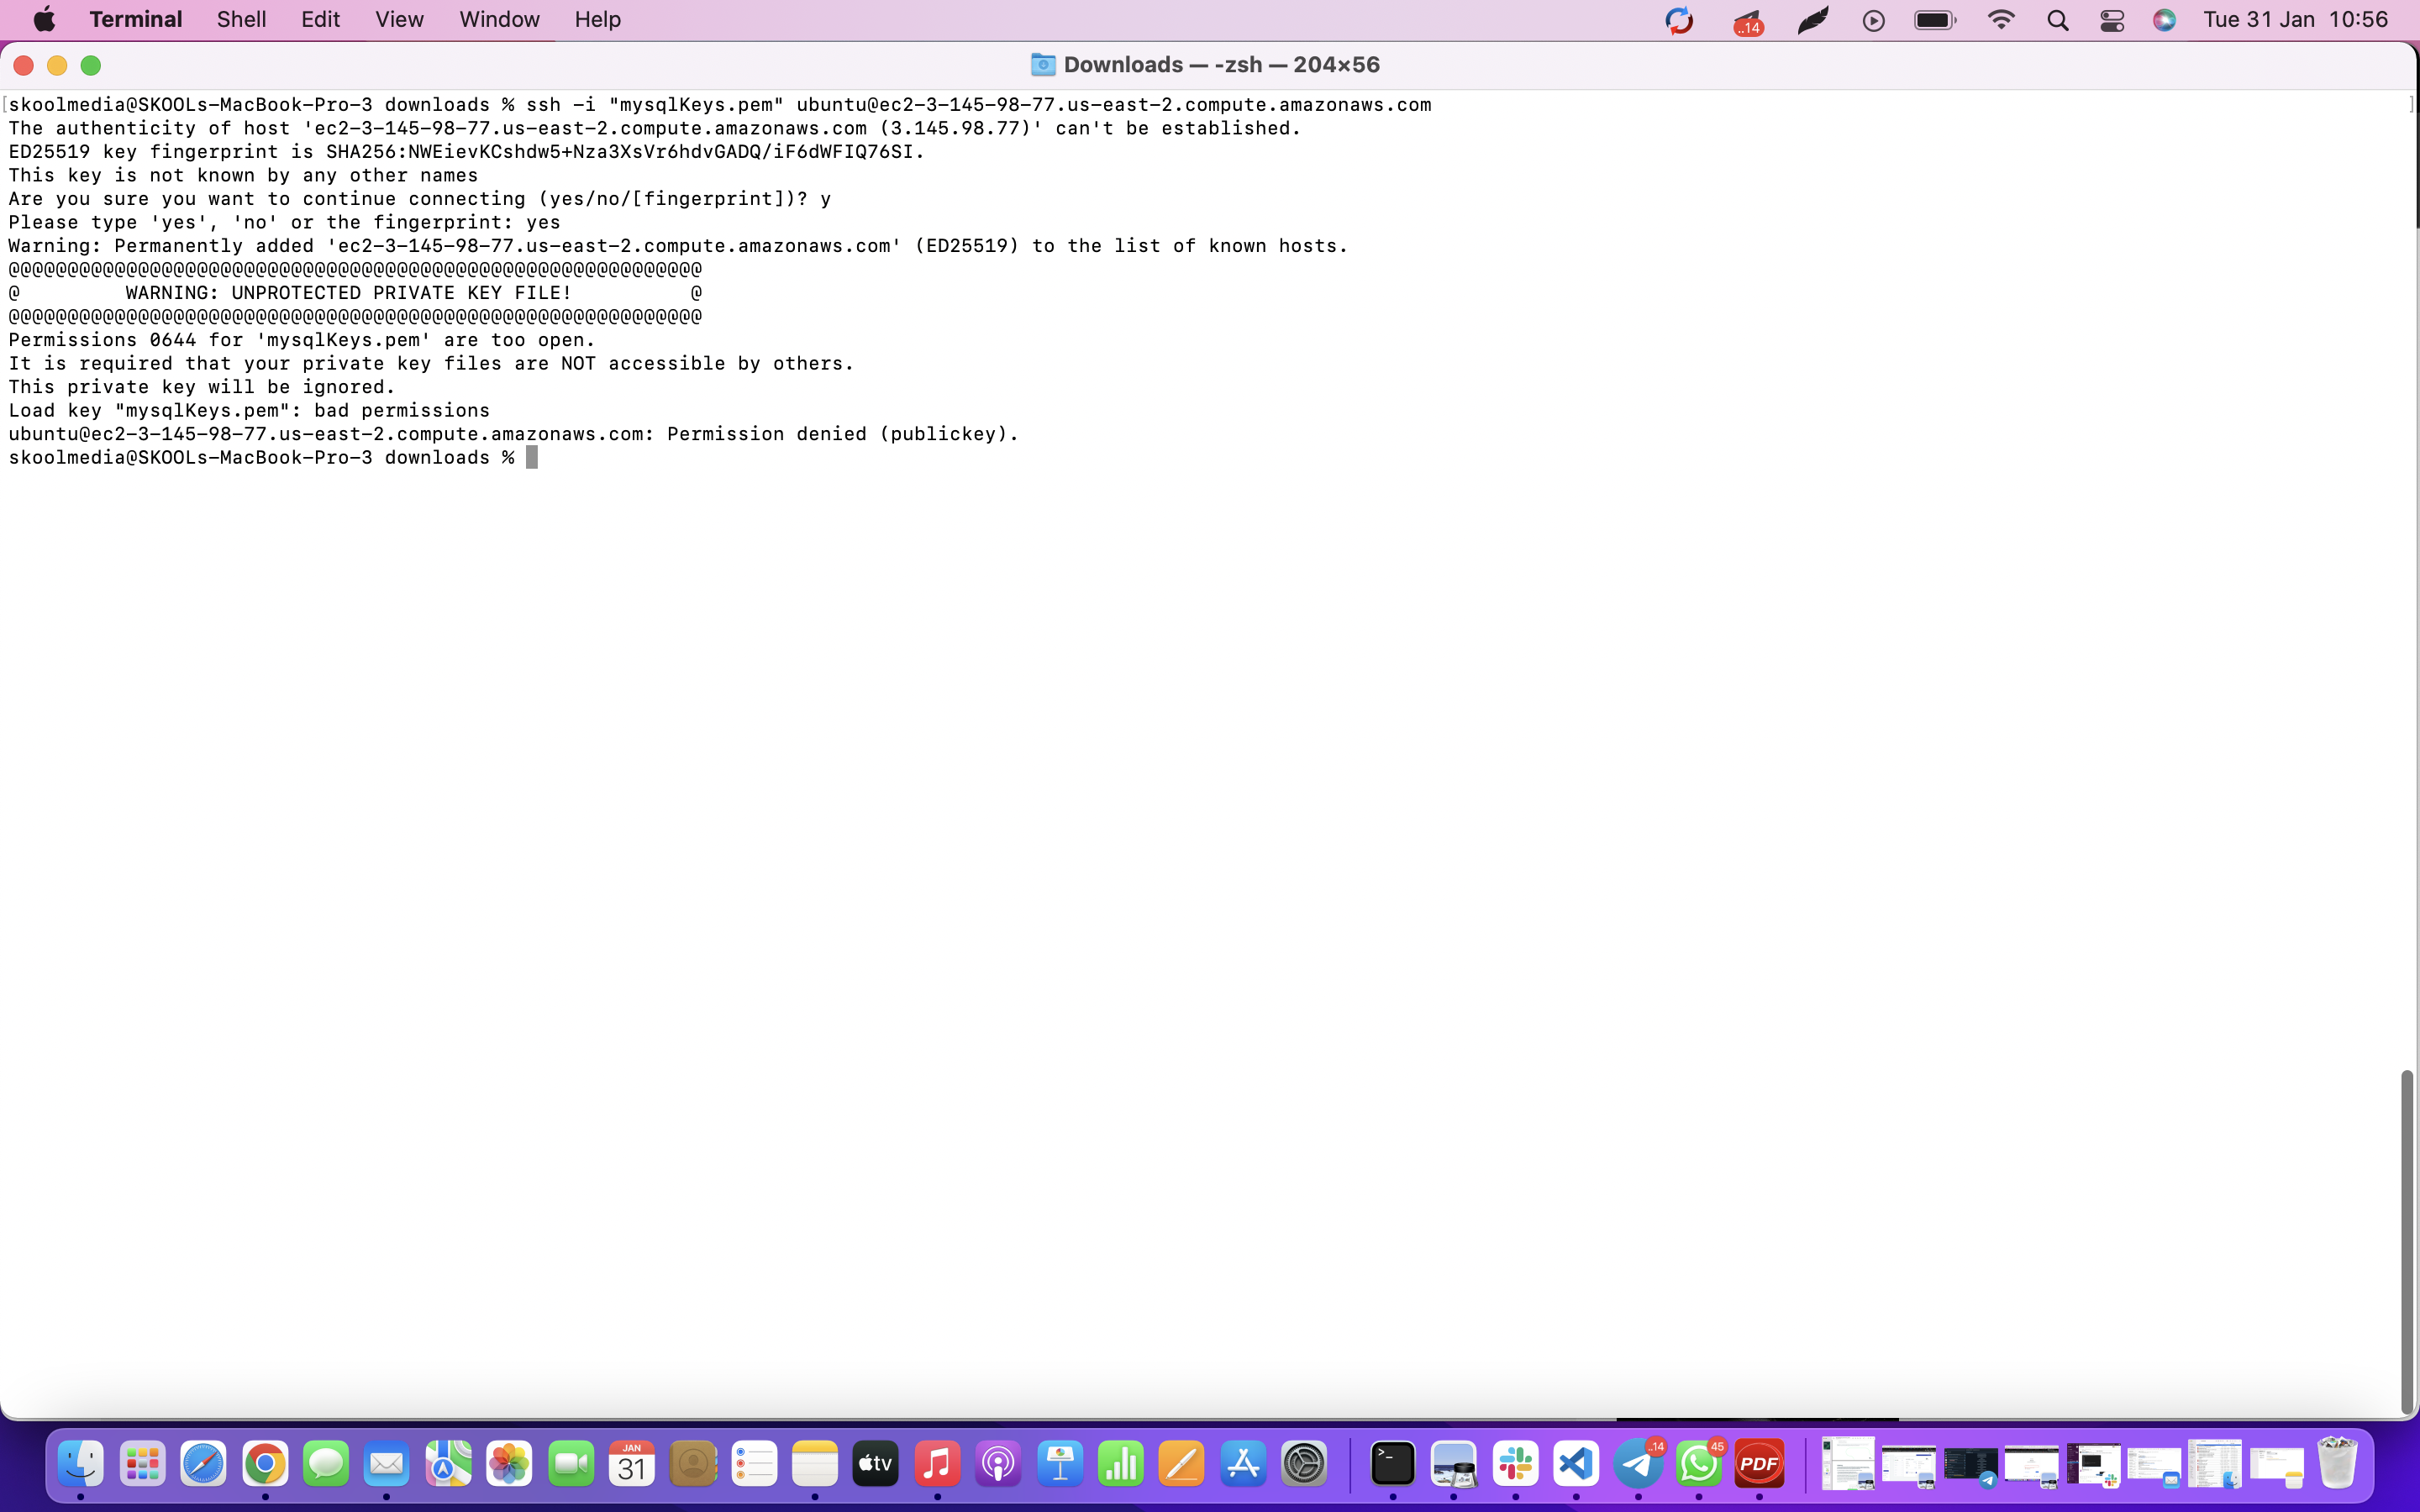 Terminal Shell Edit View Window Help ..14 Tue 31 Jan 10:56
Downloads — -zsh — 204×56
[skoolmedia@SKOOLs-MacBook-Pro-3 downloads % ssh -i "mysqlKeys.pem" ubuntu@ec2-3-145-98-77.us-east-2.compute.amazonaws.com ]
The authenticity of host 'ec2-3-145-98-77.us-east-2.compute.amazonaws.com (3.145.98.77)' can't be established.
ED25519 key fingerprint is SHA256:NWEievKCshdw5+Nza3XsVr6hdvGADQ/iF6dWFIQ76SI.
This key is not known by any other names
Are you sure you want to continue connecting (yes/no/[fingerprint])? y
Please type 'yes', 'no' or the fingerprint: yes
Warning: Permanently added 'ec2-3-145-98-77.us-east-2.compute.amazonaws.com' (ED25519) to the list of known hosts.
@@@@@@@@@@@@@@@@@@@@@@@@@@@@@@@@@@@@@@@@@@@@@@@@@@@@@@@@@@@
@         WARNING: UNPROTECTED PRIVATE KEY FILE!          @
@@@@@@@@@@@@@@@@@@@@@@@@@@@@@@@@@@@@@@@@@@@@@@@@@@@@@@@@@@@
Permissions 0644 for 'mysqlKeys.pem' are too open.
It is required that your private key files are NOT accessible by others.
This private key will be ignored.
Load key "mysqlKeys.pem": bad permissions
ubuntu@ec2-3-145-98-77.us-east-2.compute.amazonaws.com: Permission denied (publickey).
skoolmedia@SKOOLs-MacBook-Pro-3 downloads %
JAN
31
tv
..14
45
PDF